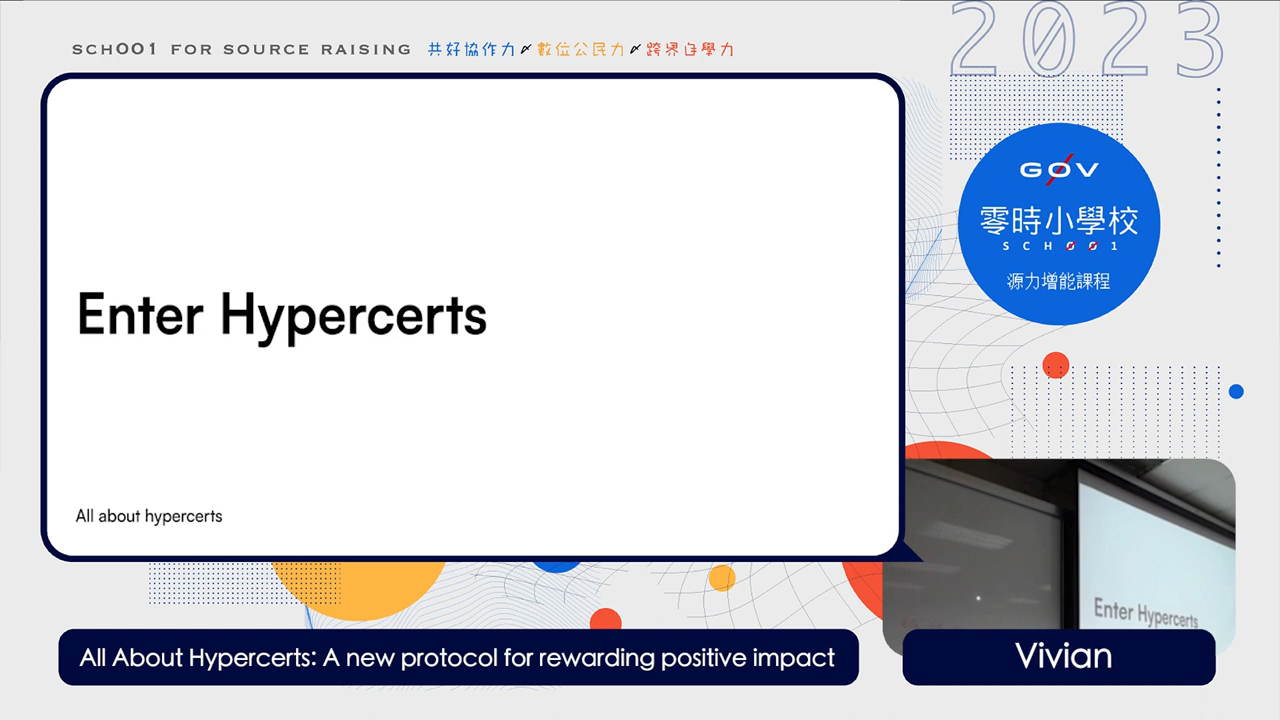 SCH001 FOR SOURCE RAISING 共好協作力 數位公民力 跨界自學力
2023
G0V
零時小學校
SCH001
源力增能課程
Enter Hypercerts
All about hypercerts
Enter Hypercerts
All About Hypercerts: A new protocol for rewarding positive impact
Vivian